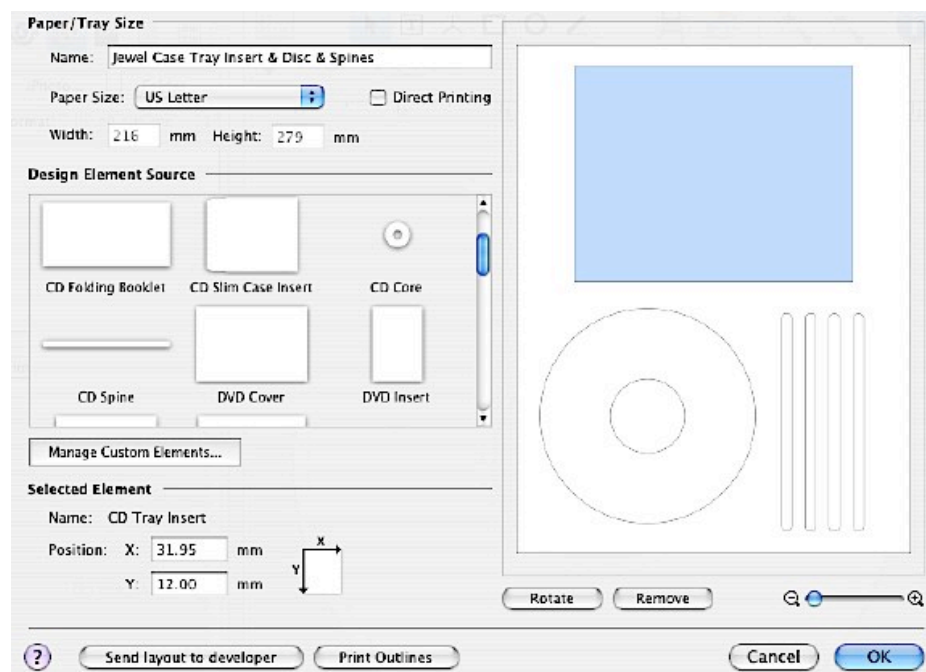 Paper/Tray Size
Name: Jewel Case Tray Insert & Disc & Spines
Paper Size: US Letter Direct Printing
Width: 216 mm Height: 279 mm
Design Element Source
CD Folding Booklet CD Slim Case Insert CD Core
CD Spine DVD Cover DVD Insert
Manage Custom Elements...
Selected Element
Name: CD Tray Insert
Position: X: 31.95 mm
X
Y
Y: 12.00 mm
Rotate Remove
? Send layout to developer Print Outlines Cancel OK